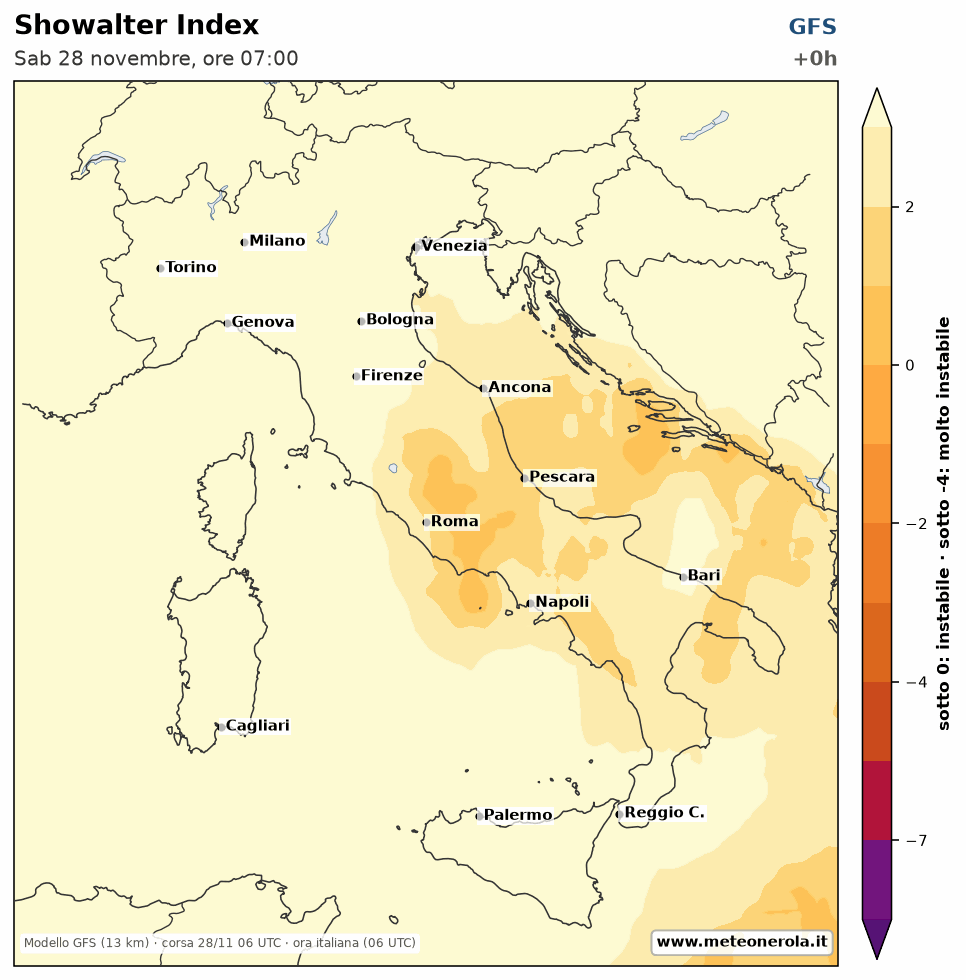 Showalter Index
GFS
Sab 28 novembre, ore 07:00
+0h
Milano
Venezia
Torino
Genova
Bologna
Firenze
Ancona
Pescara
Roma
Bari
Napoli
Cagliari
Palermo
Reggio C.
2
0
−2
−4
−7
sotto 0: instabile · sotto -4: molto instabile
Modello GFS (13 km) · corsa 28/11 06 UTC · ora italiana (06 UTC)
www.meteonerola.it